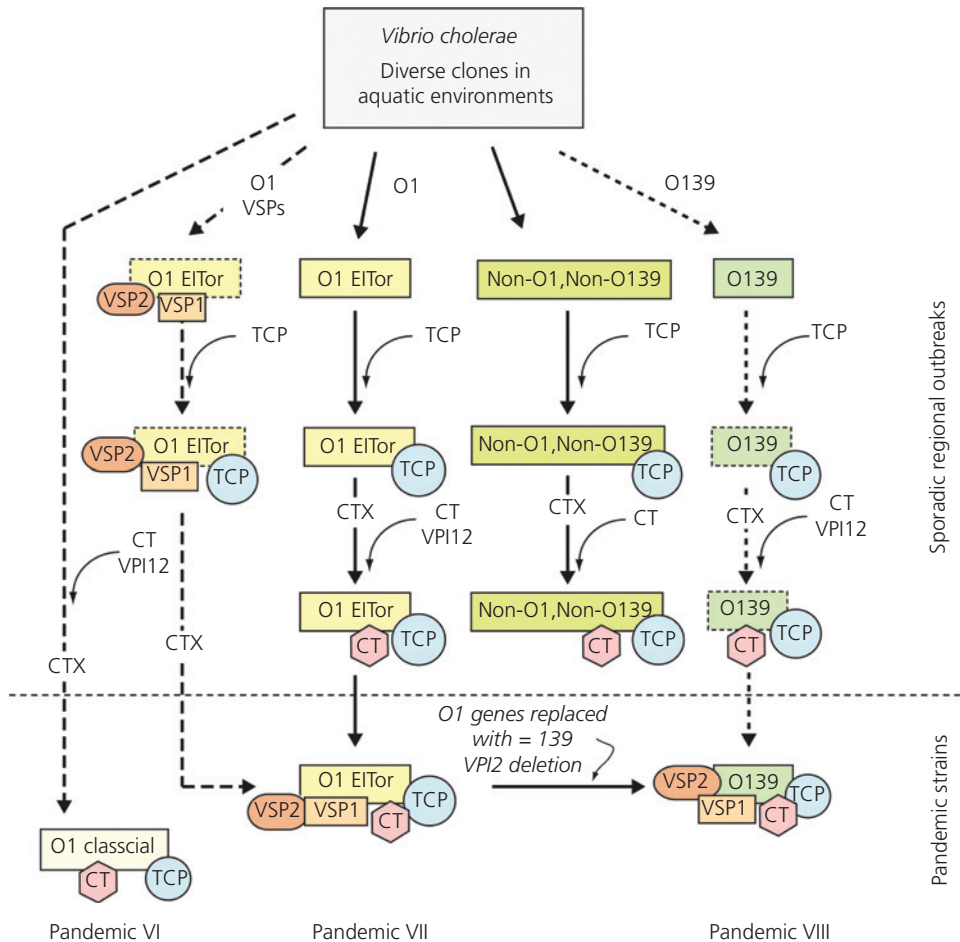 Vibrio cholerae
Diverse clones in
aquatic environments
O1
VSPs
O1
O139
O1 ElTor
VSP2
VSP1
O1 ElTor
Non-O1,Non-O139
O139
TCP
TCP
TCP
TCP
O1 ElTor
VSP2
VSP1
TCP
O1 ElTor
TCP
Non-O1,Non-O139
TCP
O139
TCP
CT
VPI12
CTX
CT
VPI12
CTX
CT
CTX
CT
VPI12
CTX
CTX
O1 ElTor
CT
TCP
Non-O1,Non-O139
CT
TCP
O139
CT
TCP
Sporadic regional outbreaks
O1 genes replaced
with = 139
VPI2 deletion
O1 ElTor
VSP2
VSP1
CT
TCP
O139
VSP2
VSP1
CT
TCP
O1 classcial
CT
TCP
Pandemic strains
Pandemic VI
Pandemic VII
Pandemic VIII